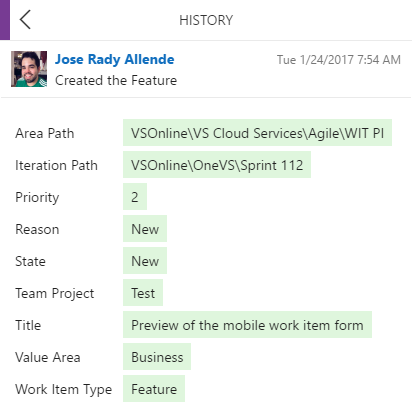 HISTORY
Jose Rady Allende Tue 1/24/2017 7:54 AM
Created the Feature
Area Path VSOnline\VS Cloud Services\Agile\WIT PI
Iteration Path VSOnline\OneVS\Sprint 112
Priority 2
Reason New
State New
Team Project Test
Title Preview of the mobile work item form
Value Area Business
Work Item Type Feature